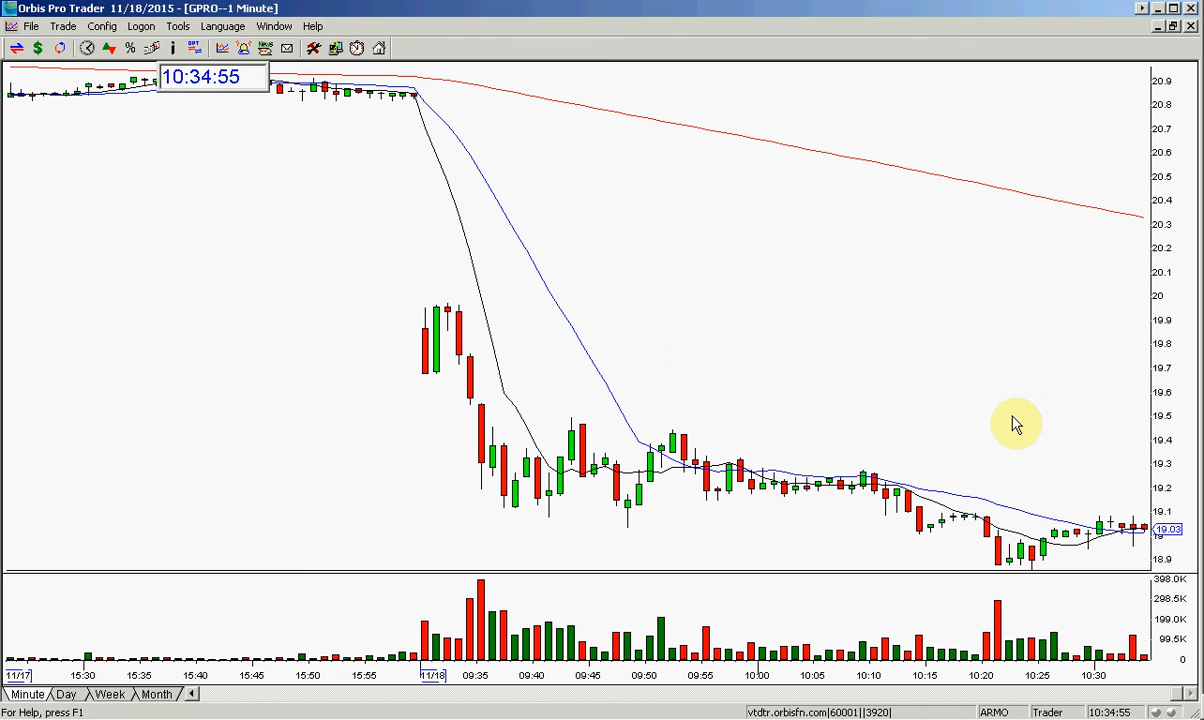 Orbis Pro Trader 11/18/2015 - [GPRO--1 Minute]
File Trade Config Logon Tools Language Window Help
10:34:55
20.9
20.8
20.7
20.6
20.5
20.4
20.3
20.2
20.1
20
19.9
19.8
19.7
19.6
19.5
19.4
19.3
19.2
19.1
19.03
18.9
398.0K
298.5K
199.0K
99.5K
0
11/17 15:30 15:35 15:40 15:45 15:50 15:55 11/18 09:35 09:40 09:45 09:50 09:55 10:00 10:05 10:10 10:15 10:20 10:25 10:30
Minute Day Week Month
For Help, press F1 vtdtr.orbisfn.com|60001||3920| ARMO Trader 10:34:55